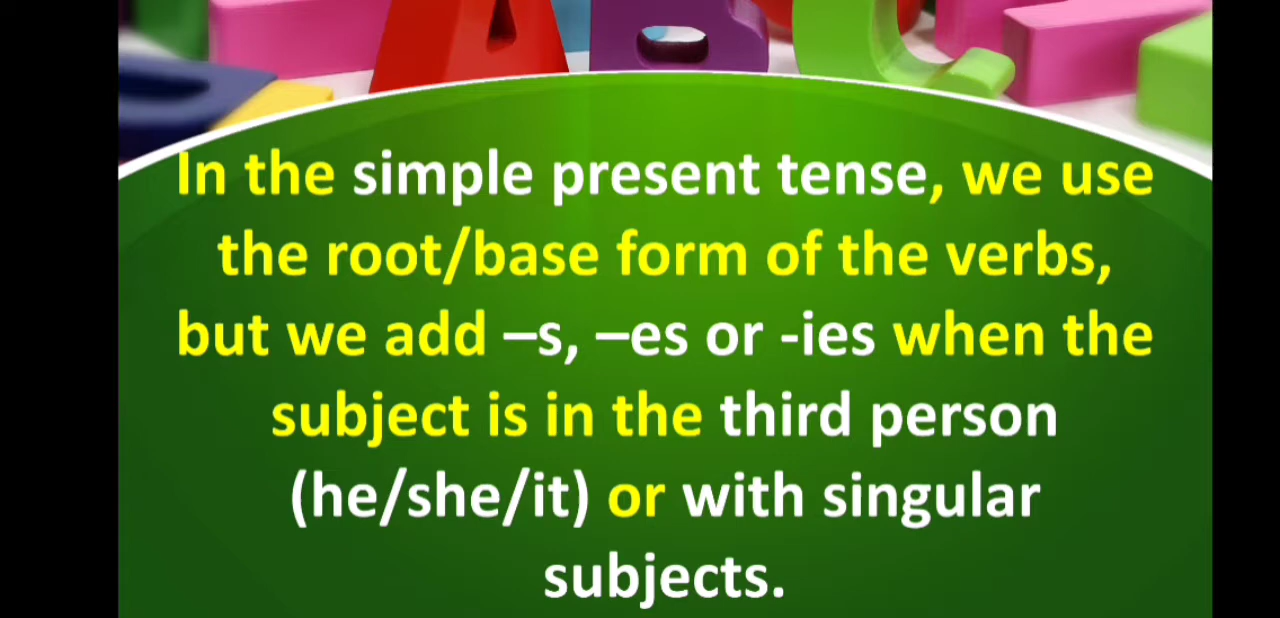 In the simple present tense, we use
the root/base form of the verbs,
but we add –s, –es or -ies when the
subject is in the third person
(he/she/it) or with singular
subjects.